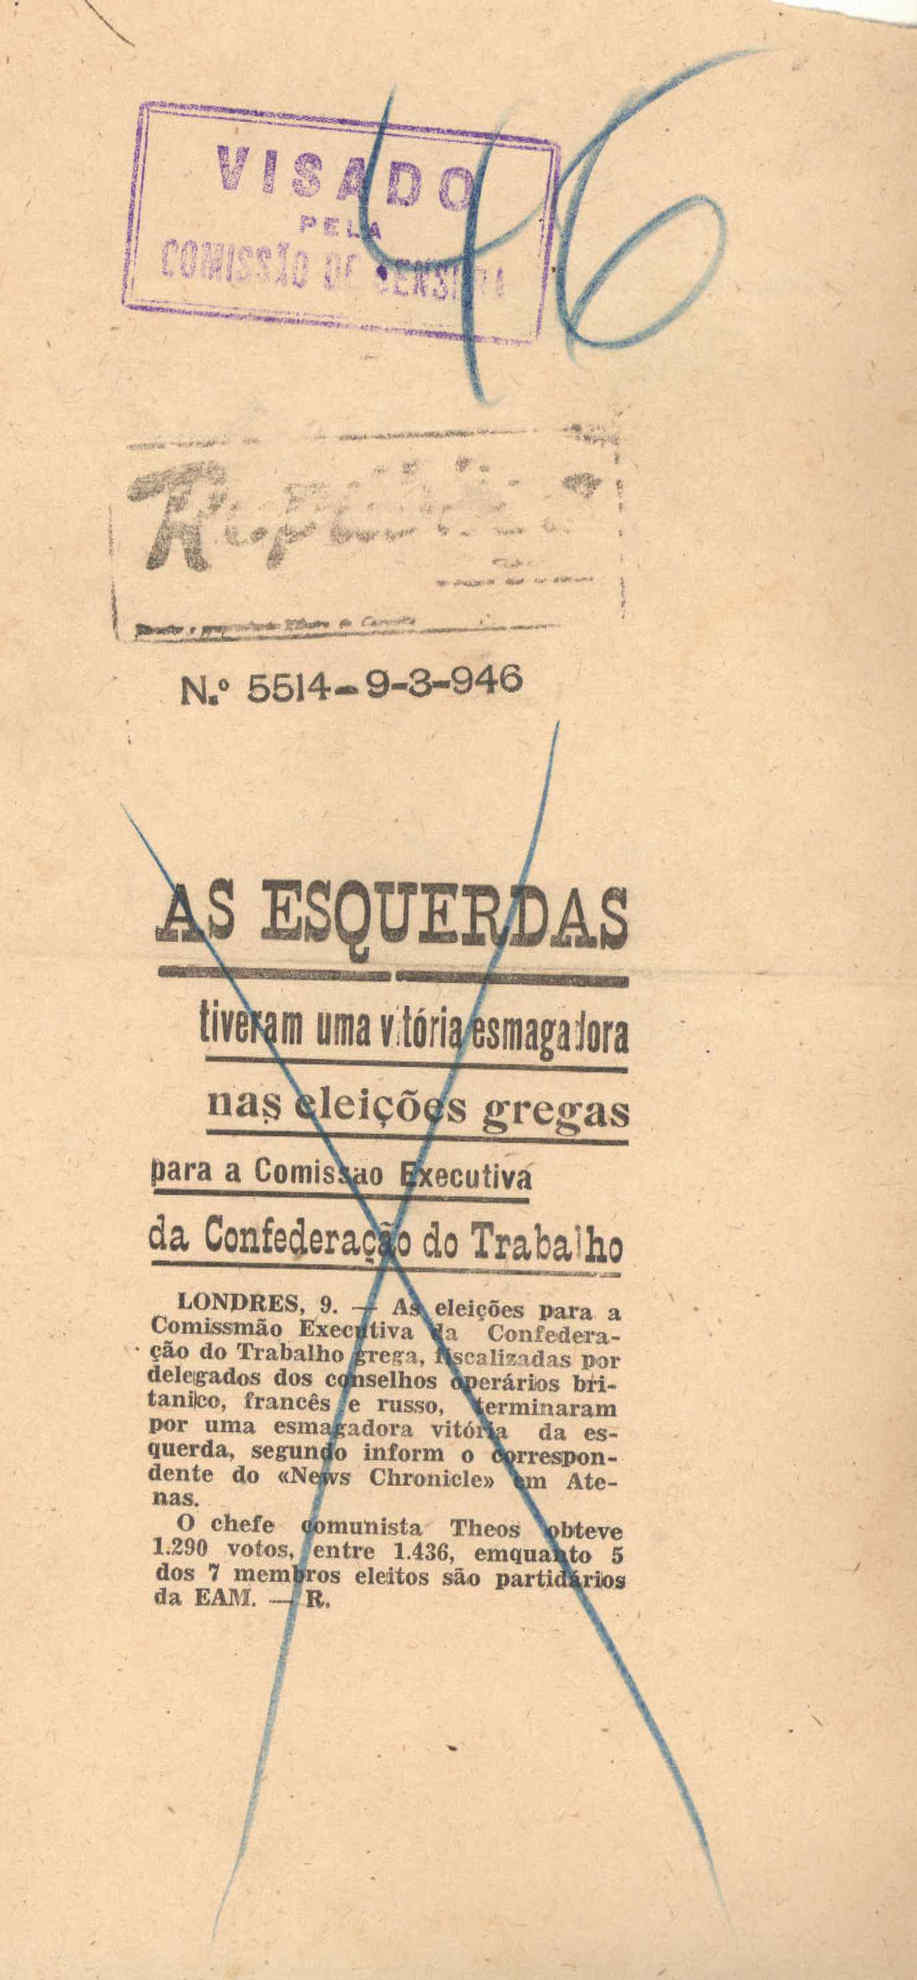 46
VISADO
PELA
COMISSÃO DE CENSURA
República
N.º 5514-9-3-946
AS ESQUERDAS
tiveram uma vitória esmagadora
nas eleições gregas
para a Comissao Executiva
da Confederação do Trabalho
LONDRES, 9. — As eleições para a
Comissmão Executiva da Confedera-
ção do Trabalho grega, fiscalizadas por
delegados dos conselhos operários bri-
tanico, francês e russo, terminaram
por uma esmagadora vitória da es-
querda, segundo inform o correspon-
dente do «News Chronicle» em Ate-
nas.
O chefe comunista Theos obteve
1.290 votos, entre 1.436, emquanto 5
dos 7 membros eleitos são partidários
da EAM. — R.